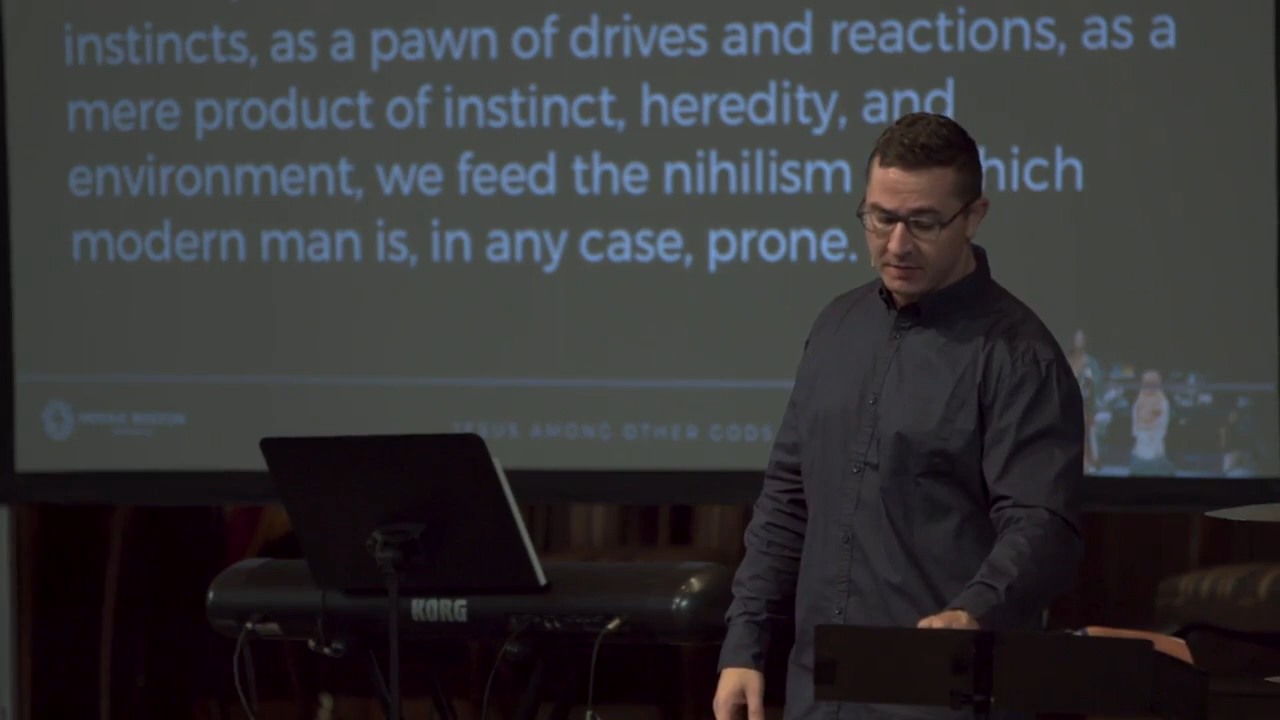 instincts, as a pawn of drives and reactions, as a
mere product of instinct, heredity, and
environment, we feed the nihilism hich
modern man is, in any case, prone.
JESUS AMONG OTHER GODS
KORG